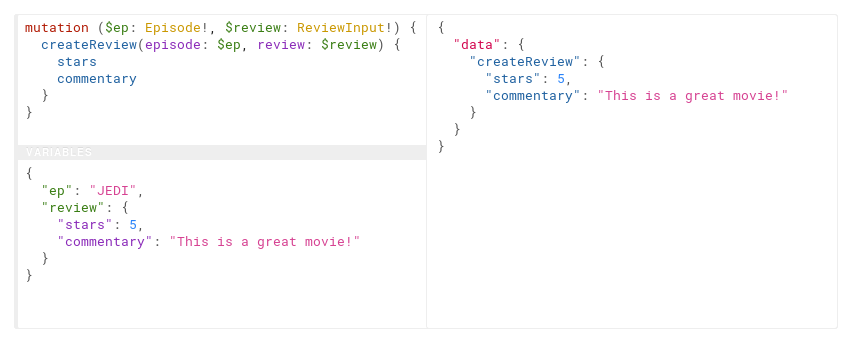 mutation ($ep: Episode!, $review: ReviewInput!) {
  createReview(episode: $ep, review: $review) {
    stars
    commentary
  }
}
VARIABLES
{
  "ep": "JEDI",
  "review": {
    "stars": 5,
    "commentary": "This is a great movie!"
  }
}
{
  "data": {
    "createReview": {
      "stars": 5,
      "commentary": "This is a great movie!"
    }
  }
}